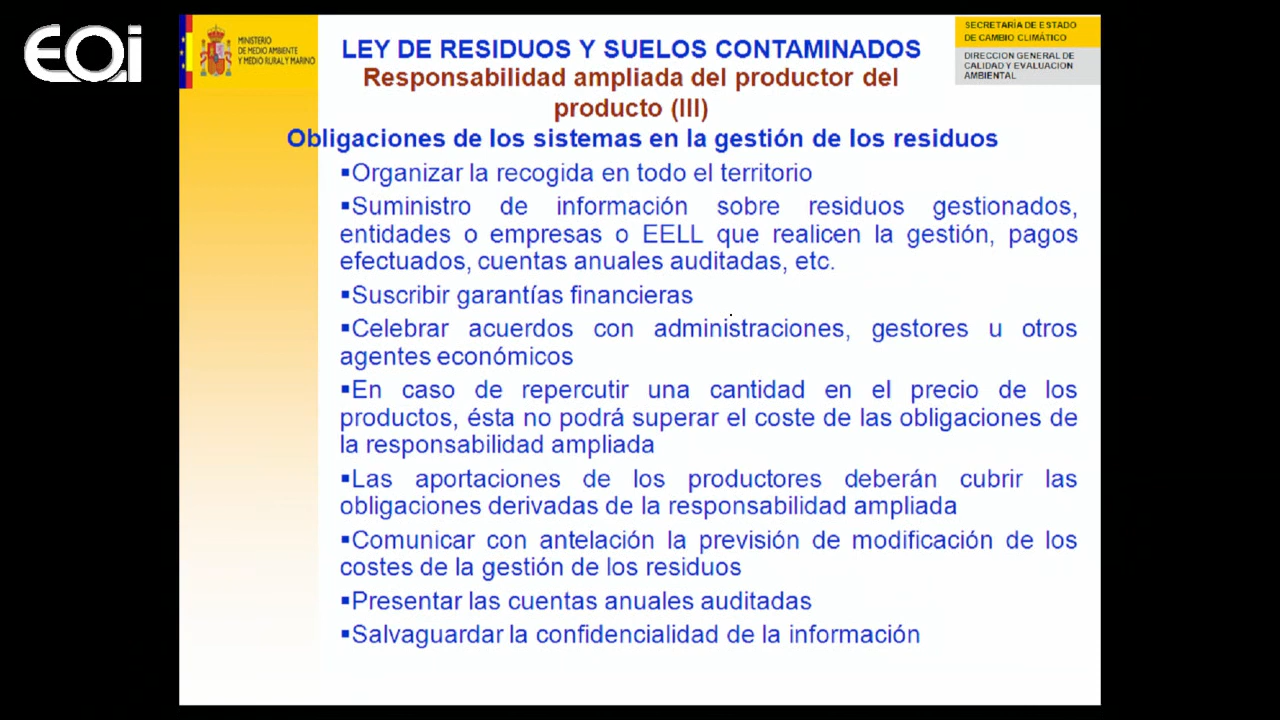 EOi
MINISTERIO
DE MEDIO AMBIENTE
Y MEDIO RURAL Y MARINO
SECRETARÍA DE ESTADO
DE CAMBIO CLIMÁTICO
DIRECCION GENERAL DE
CALIDAD Y EVALUACION
AMBIENTAL
LEY DE RESIDUOS Y SUELOS CONTAMINADOS
Responsabilidad ampliada del productor del
producto (III)
Obligaciones de los sistemas en la gestión de los residuos
▪Organizar la recogida en todo el territorio
▪Suministro de información sobre residuos gestionados,
entidades o empresas o EELL que realicen la gestión, pagos
efectuados, cuentas anuales auditadas, etc.
▪Suscribir garantías financieras
▪Celebrar acuerdos con administraciones, gestores u otros
agentes económicos
▪En caso de repercutir una cantidad en el precio de los
productos, ésta no podrá superar el coste de las obligaciones de
la responsabilidad ampliada
▪Las aportaciones de los productores deberán cubrir las
obligaciones derivadas de la responsabilidad ampliada
▪Comunicar con antelación la previsión de modificación de los
costes de la gestión de los residuos
▪Presentar las cuentas anuales auditadas
▪Salvaguardar la confidencialidad de la información